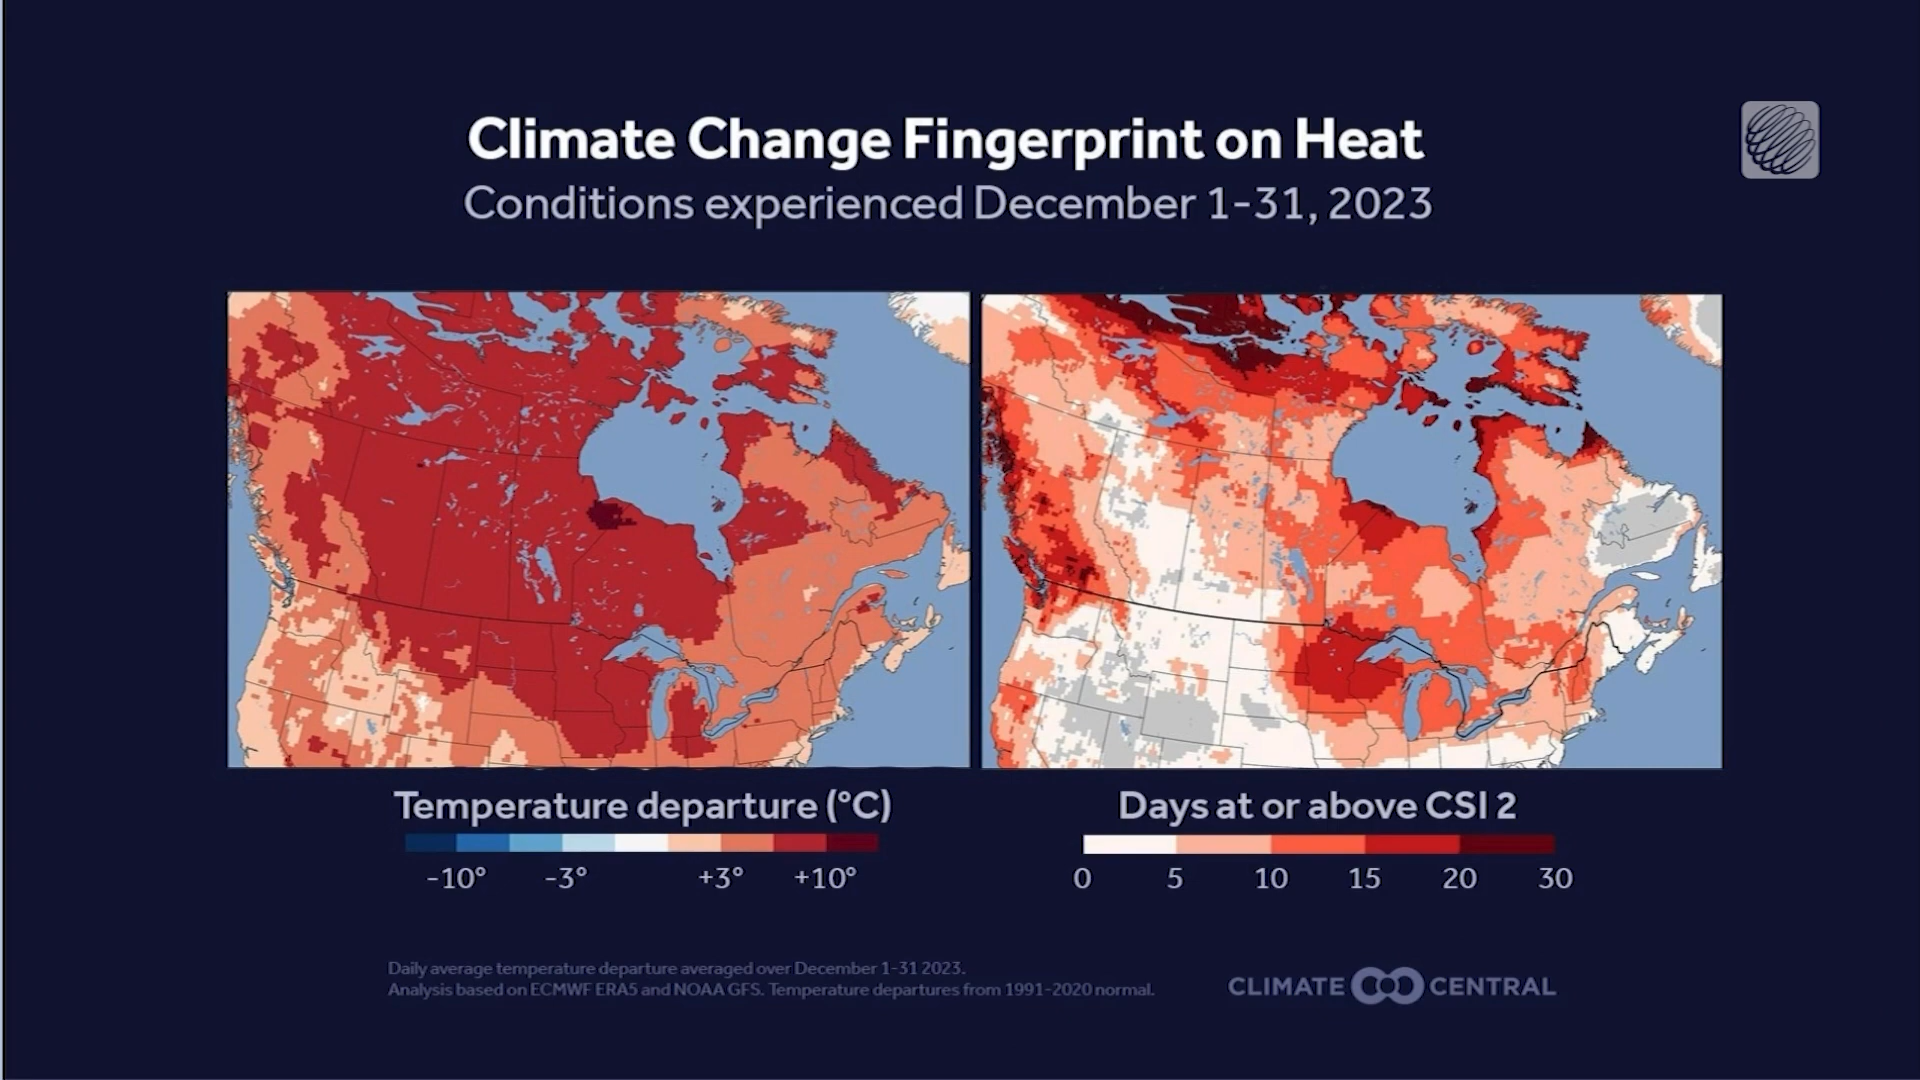 Climate Change Fingerprint on Heat
Conditions experienced December 1-31, 2023
Temperature departure (°C)
-10° -3° +3° +10°
Days at or above CSI 2
0 5 10 15 20 30
Daily average temperature departure averaged over December 1-31 2023.
Analysis based on ECMWF ERA5 and NOAA GFS. Temperature departures from 1991-2020 normal.
CLIMATE CENTRAL